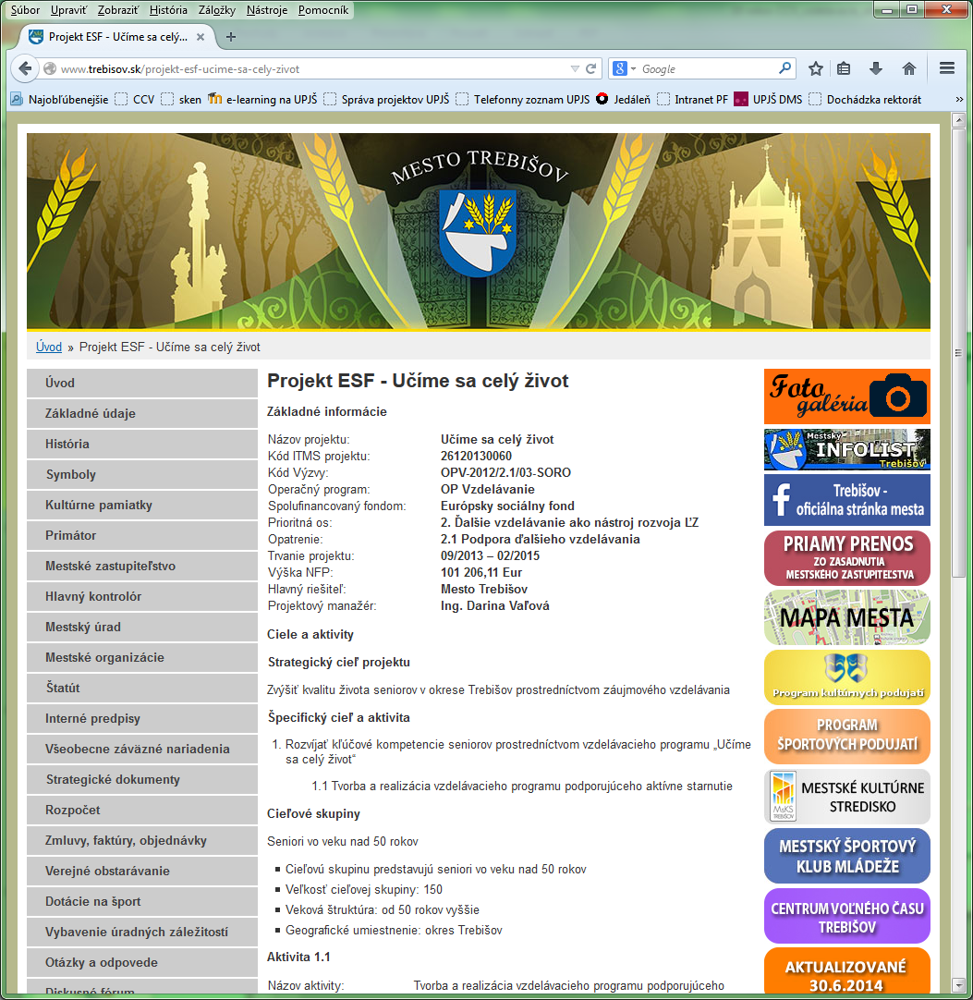 Súbor Upraviť Zobraziť História Záložky Nástroje Pomocník
Projekt ESF - Učíme sa celý...
www.trebisov.sk/projekt-esf-ucime-sa-cely-zivot
Google
Najobľúbenejšie CCV sken e-learning na UPJŠ Správa projektov UPJŠ Telefonny zoznam UPJS Jedáleň Intranet PF UPJŠ DMS Dochádzka rektorát
MESTO TREBIŠOV
Úvod » Projekt ESF - Učíme sa celý život
Úvod
Základné údaje
História
Symboly
Kultúrne pamiatky
Primátor
Mestské zastupiteľstvo
Hlavný kontrolór
Mestský úrad
Mestské organizácie
Štatút
Interné predpisy
Všeobecne záväzné nariadenia
Strategické dokumenty
Rozpočet
Zmluvy, faktúry, objednávky
Verejné obstarávanie
Dotácie na šport
Vybavenie úradných záležitostí
Otázky a odpovede
Diskusné fórum
Projekt ESF - Učíme sa celý život
Základné informácie
Názov projektu: Učíme sa celý život
Kód ITMS projektu: 26120130060
Kód Výzvy: OPV-2012/2.1/03-SORO
Operačný program: OP Vzdelávanie
Spolufinancovaný fondom: Európsky sociálny fond
Prioritná os: 2. Ďalšie vzdelávanie ako nástroj rozvoja ĽZ
Opatrenie: 2.1 Podpora ďalšieho vzdelávania
Trvanie projektu: 09/2013 – 02/2015
Výška NFP: 101 206,11 Eur
Hlavný riešiteľ: Mesto Trebišov
Projektový manažér: Ing. Darina Vaľová
Ciele a aktivity
Strategický cieľ projektu
Zvýšiť kvalitu života seniorov v okrese Trebišov prostredníctvom záujmového vzdelávania
Špecifický cieľ a aktivita
1. Rozvíjať kľúčové kompetencie seniorov prostredníctvom vzdelávacieho programu „Učíme
sa celý život“
1.1 Tvorba a realizácia vzdelávacieho programu podporujúceho aktívne starnutie
Cieľové skupiny
Seniori vo veku nad 50 rokov
Cieľovú skupinu predstavujú seniori vo veku nad 50 rokov
Veľkosť cieľovej skupiny: 150
Veková štruktúra: od 50 rokov vyššie
Geografické umiestnenie: okres Trebišov
Aktivita 1.1
Názov aktivity: Tvorba a realizácia vzdelávacieho programu podporujúceho
Foto
galéria
Mestský
INFOLIST
Trebišov
Trebišov -
oficiálna stránka mesta
PRIAMY PRENOS
ZO ZASADNUTIA
MESTSKÉHO ZASTUPITEĽSTVA
MAPA MESTA
Program kultúrnych podujatí
PROGRAM
ŠPORTOVÝCH PODUJATÍ
MsKS
TREBIŠOV
MESTSKÉ KULTÚRNE
STREDISKO
MESTSKÝ ŠPORTOVÝ
KLUB MLÁDEŽE
CENTRUM VOĽNÉHO ČASU
TREBIŠOV
AKTUALIZOVANÉ
30.6.2014